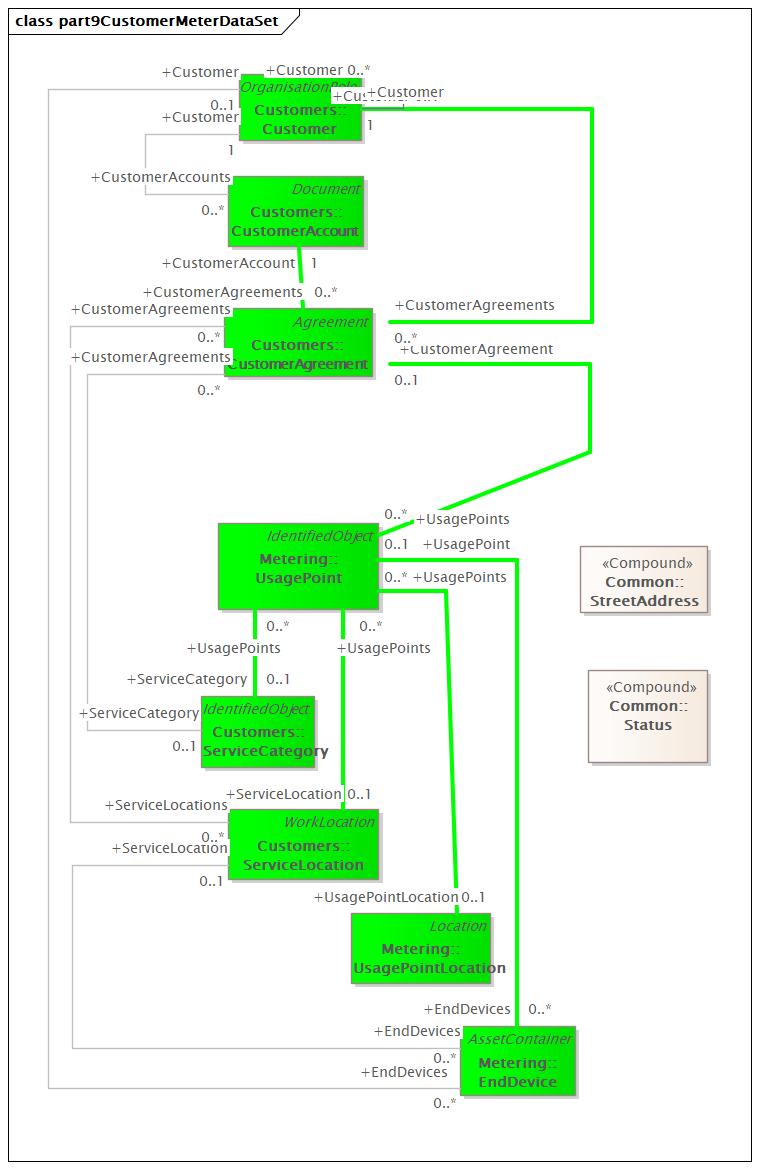 class part9CustomerMeterDataSet
+Customer
+Customer 0..*
0..1
+Customer
+Customer
1
1
Customers::
Customer
+CustomerAccounts
0..*
Document
Customers::
CustomerAccount
+CustomerAccount
1
+CustomerAgreements
0..*
+CustomerAgreements
0..*
+CustomerAgreements
0..*
Agreement
Customers::
CustomerAgreement
+CustomerAgreements
0..*
+CustomerAgreement
0..1
0..*
+UsagePoints
0..1
+UsagePoint
0..*
+UsagePoints
IdentifiedObject
Metering::
UsagePoint
0..*
+UsagePoints
0..*
+UsagePoints
«Compound»
Common::
StreetAddress
«Compound»
Common::
Status
+ServiceCategory
0..1
+ServiceCategory
0..1
IdentifiedObject
Customers::
ServiceCategory
+ServiceLocation
0..1
+ServiceLocations
0..*
+ServiceLocation
0..1
WorkLocation
Customers::
ServiceLocation
+UsagePointLocation
0..1
Location
Metering::
UsagePointLocation
+EndDevices
0..*
+EndDevices
0..*
+EndDevices
0..*
AssetContainer
Metering::
EndDevice